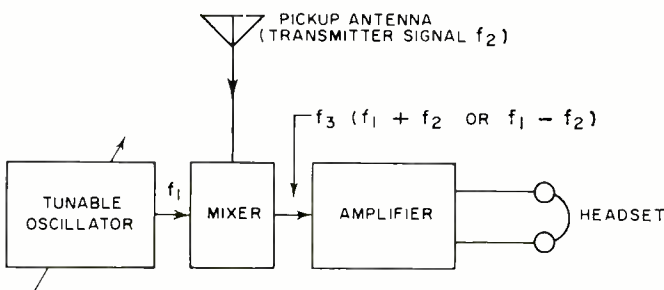 PICKUP ANTENNA
(TRANSMITTER SIGNAL f2)
f3 (f1 + f2 OR f1 - f2)
TUNABLE
OSCILLATOR
f1
MIXER
AMPLIFIER
HEADSET